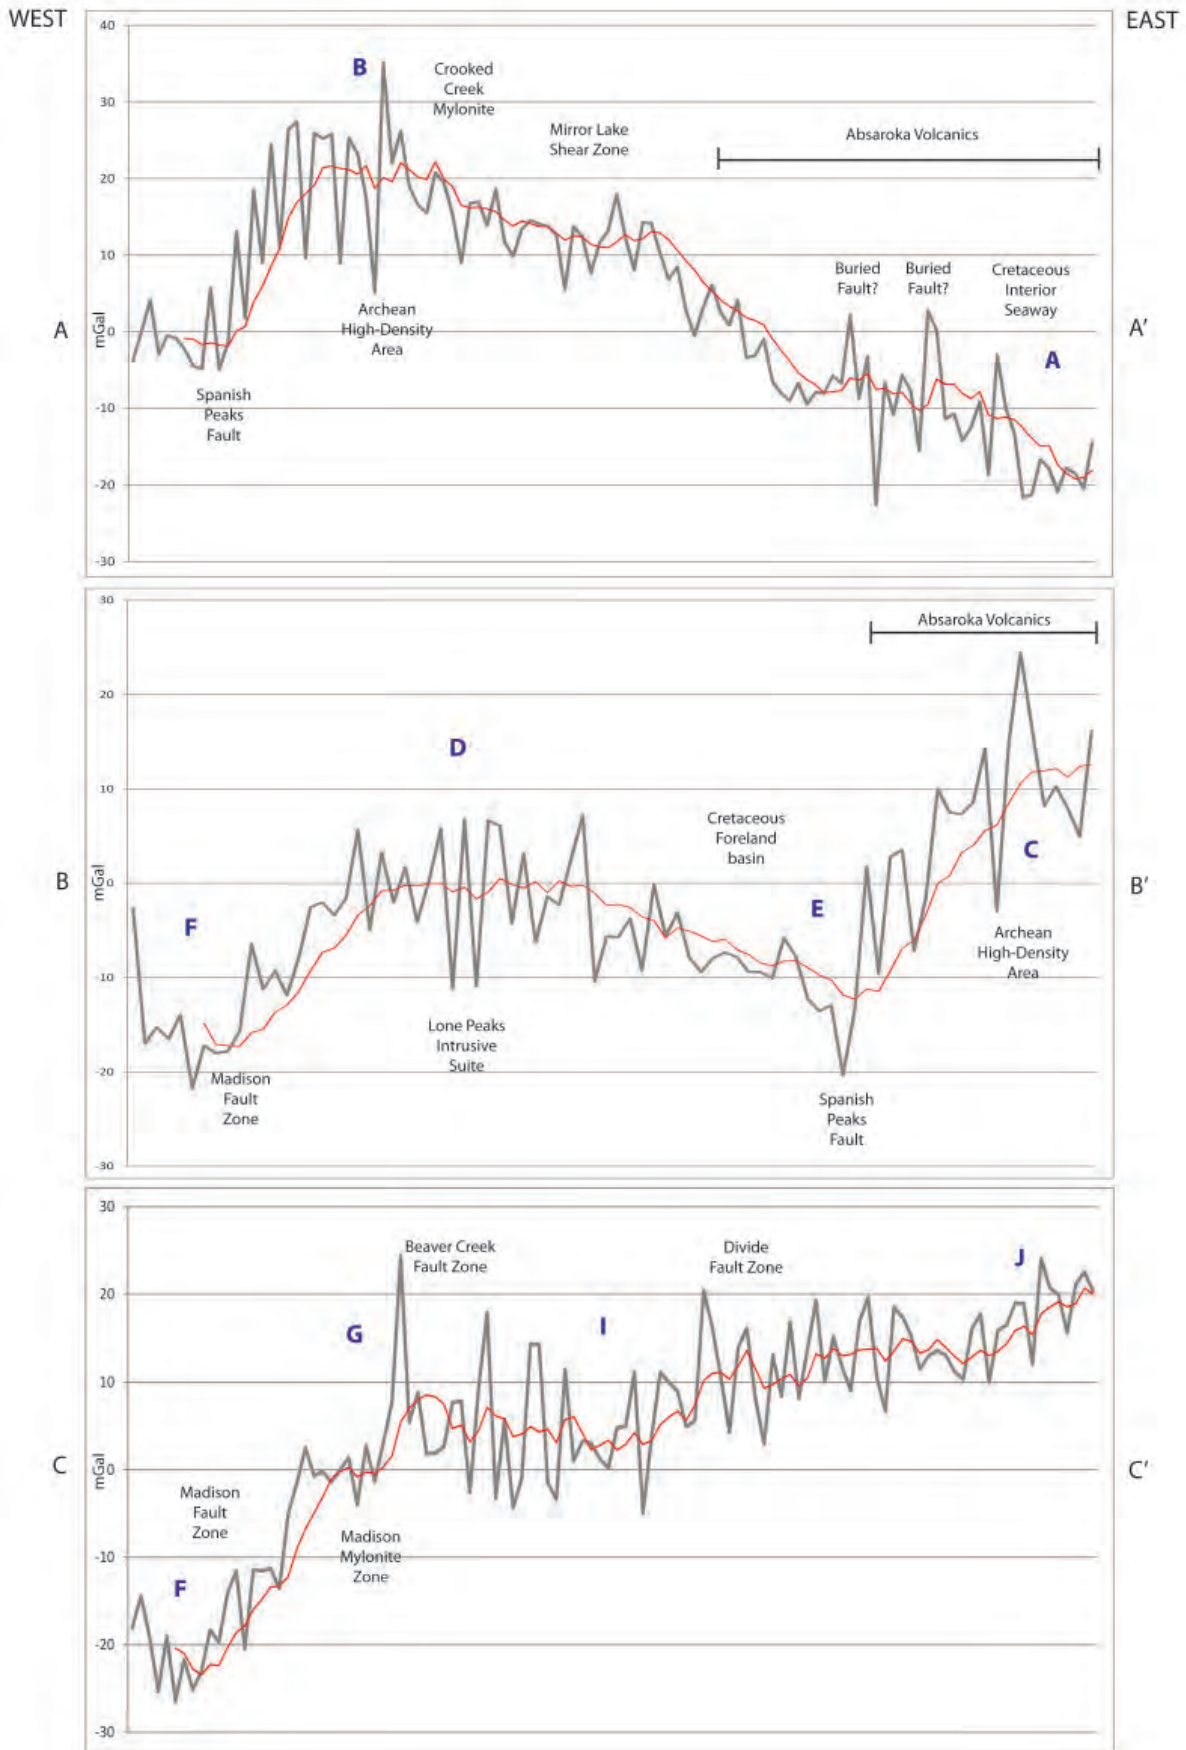 WEST
EAST
40
30
20
10
0
-10
-20
-30
mGal
A
A'
B
Crooked
Creek
Mylonite
Mirror Lake
Shear Zone
Absaroka Volcanics
Archean
High-Density
Area
Spanish
Peaks
Fault
Buried
Fault?
Buried
Fault?
Cretaceous
Interior
Seaway
A
30
20
10
0
-10
-20
-30
mGal
B
B'
Absaroka Volcanics
D
Cretaceous
Foreland
basin
C
E
F
Archean
High-Density
Area
Lone Peaks
Intrusive
Suite
Madison
Fault
Zone
Spanish
Peaks
Fault
30
20
10
0
-10
-20
-30
mGal
C
C'
Beaver Creek
Fault Zone
Divide
Fault Zone
J
G
I
Madison
Fault
Zone
Madison
Mylonite
Zone
F